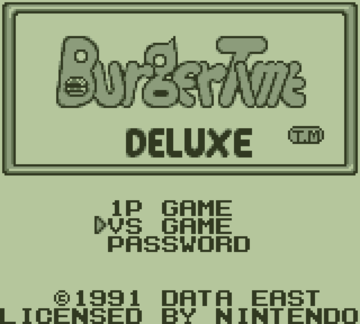 BurgerTime
DELUXE
T.M
1P GAME
VS GAME
PASSWORD
©1991 DATA EAST
LICENSED BY NINTENDO